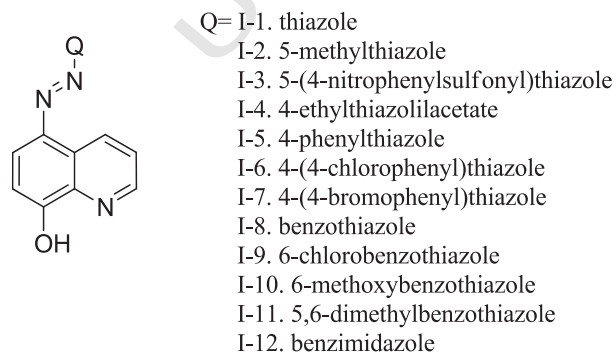 Q= I-1. thiazole
I-2. 5-methylthiazole
I-3. 5-(4-nitrophenylsulfonyl)thiazole
I-4. 4-ethylthiazolilacetate
I-5. 4-phenylthiazole
I-6. 4-(4-chlorophenyl)thiazole
I-7. 4-(4-bromophenyl)thiazole
I-8. benzothiazole
I-9. 6-chlorobenzothiazole
I-10. 6-methoxybenzothiazole
I-11. 5,6-dimethylbenzothiazole
I-12. benzimidazole
Q
N
N
N
OH